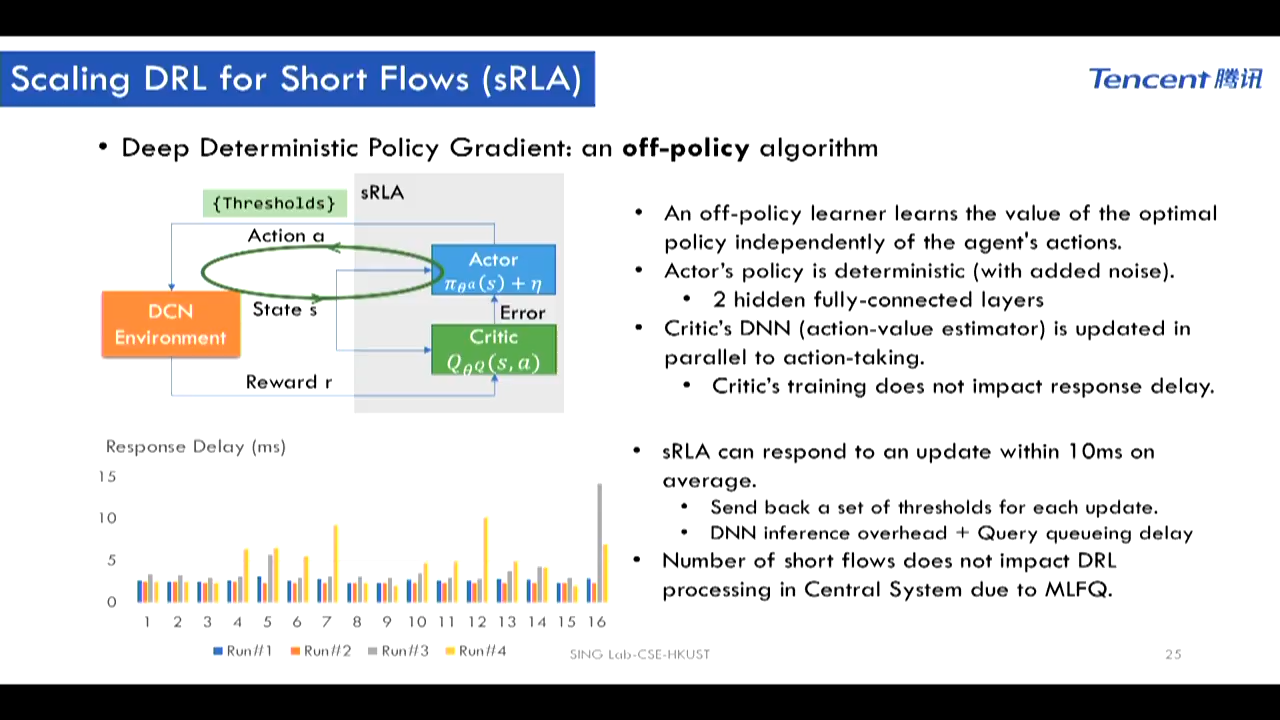 Scaling DRL for Short Flows (sRLA)
Tencent 腾讯
• Deep Deterministic Policy Gradient: an off-policy algorithm
{Thresholds}
sRLA
Action a
Actor
π_θᵃ(s) + η
DCN
Environment
State s
Error
Critic
Q_θQ(s, a)
Reward r
• An off-policy learner learns the value of the optimal
policy independently of the agent's actions.
• Actor's policy is deterministic (with added noise).
• 2 hidden fully-connected layers
• Critic's DNN (action-value estimator) is updated in
parallel to action-taking.
• Critic's training does not impact response delay.
Response Delay (ms)
15
10
5
0
1 2 3 4 5 6 7 8 9 10 11 12 13 14 15 16
Run//1 Run//2 Run//3 Run//4
• sRLA can respond to an update within 10ms on
average.
• Send back a set of thresholds for each update.
• DNN inference overhead + Query queueing delay
• Number of short flows does not impact DRL
processing in Central System due to MLFQ.
SING Lab-CSE-HKUST
25